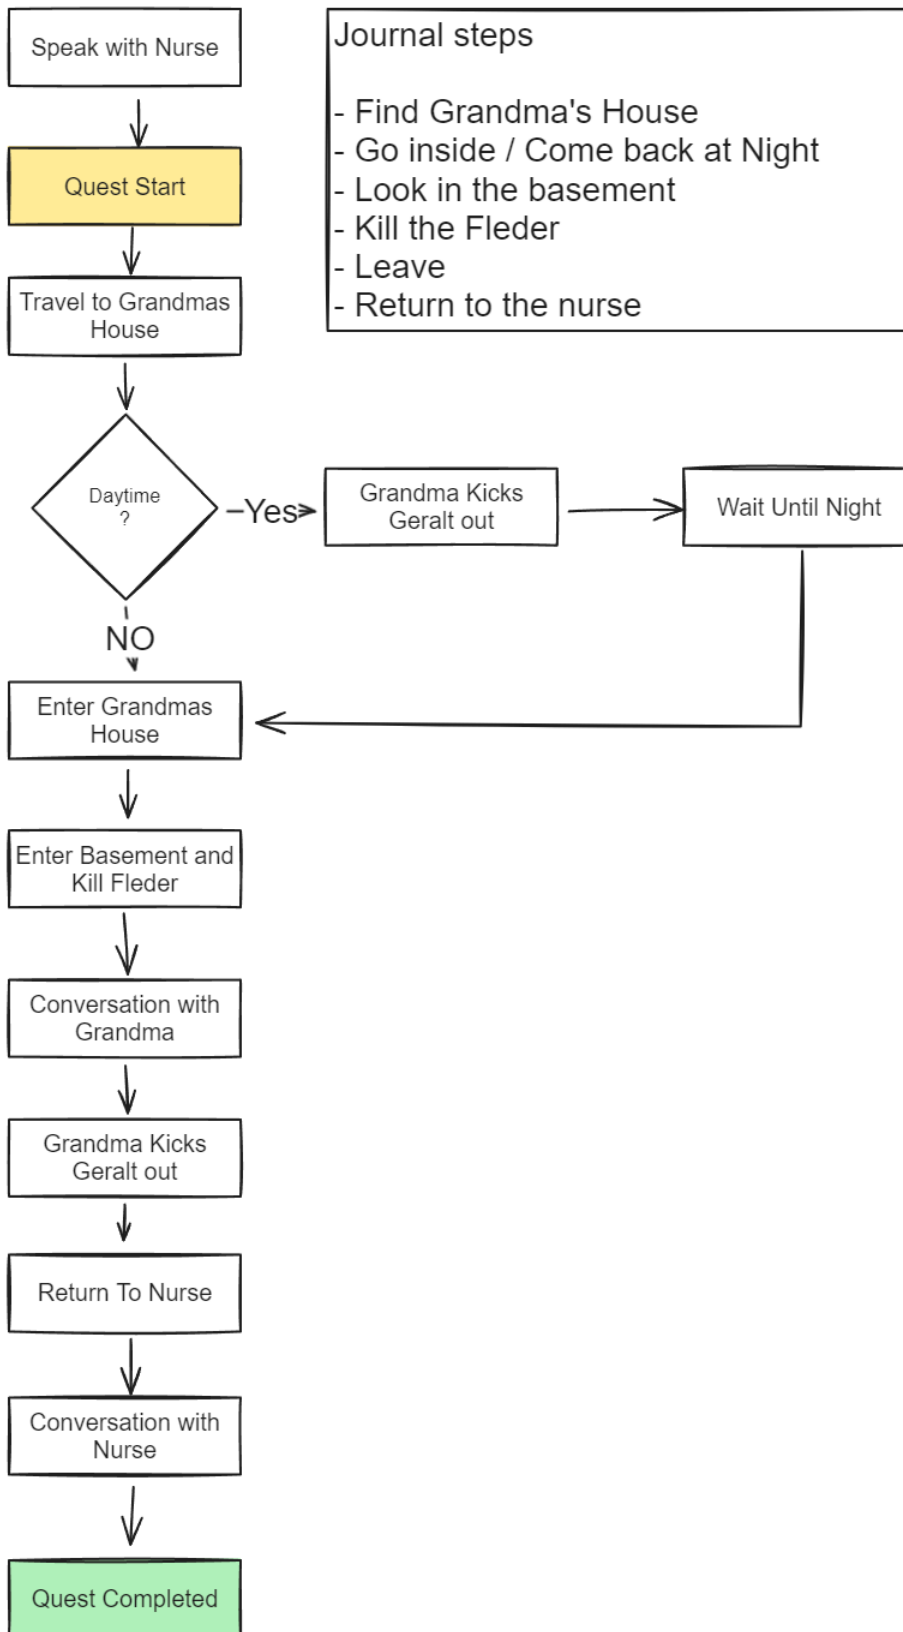 Speak with Nurse
Quest Start
Travel to Grandmas
House
Journal steps
- Find Grandma's House
- Go inside / Come back at Night
- Look in the basement
- Kill the Fleder
- Leave
- Return to the nurse
Daytime
?
Yes
Grandma Kicks
Geralt out
Wait Until Night
NO
Enter Grandmas
House
Enter Basement and
Kill Fleder
Conversation with
Grandma
Grandma Kicks
Geralt out
Return To Nurse
Conversation with
Nurse
Quest Completed